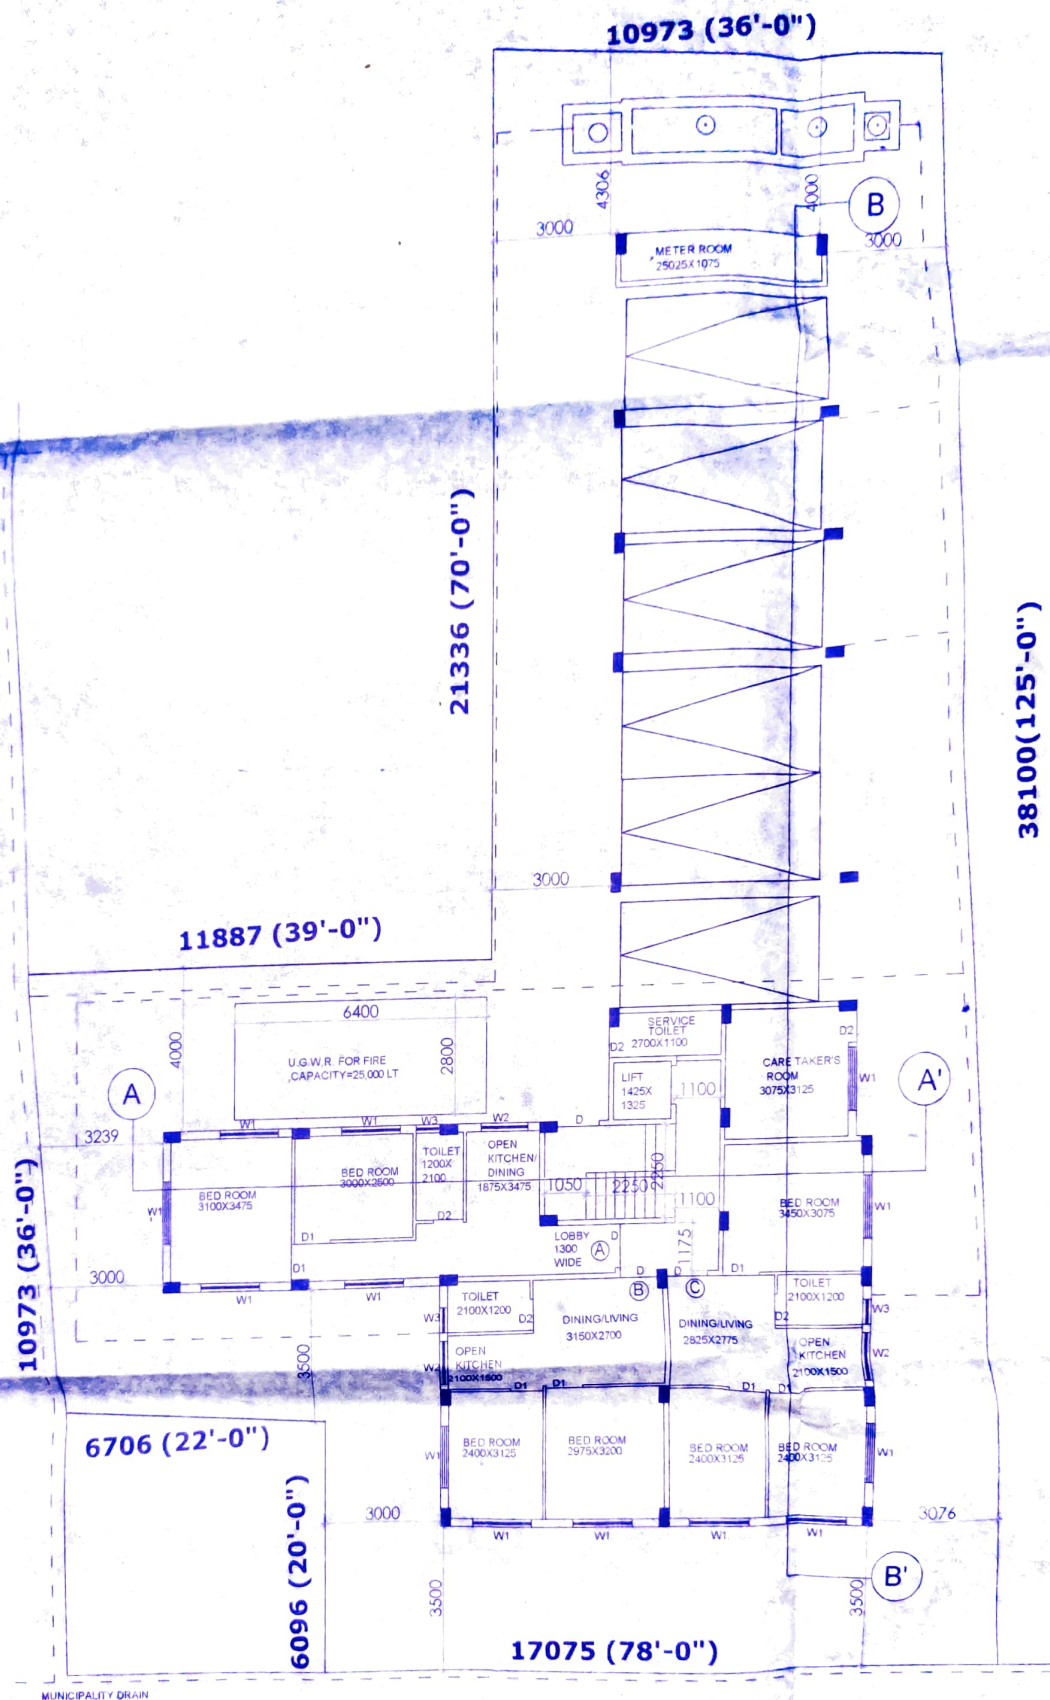 10973 (36'-0")
4306
4000
B
3000
3000
METER ROOM
25025X1075
21336 (70'-0")
38100(125'-0")
3000
11887 (39'-0")
6400
4000
2800
U.G.W.R. FOR FIRE
CAPACITY=25,000 LT
SERVICE
TOILET
2700X1100
D2
D2
LIFT
1425X
1325
1100
CARE TAKER'S
ROOM
3075X3125
W1
A
A'
3239
W1
W1
W3
W2
D
BED ROOM
3100X3475
W1
BED ROOM
3000X2500
TOILET
1200X
2100
OPEN
KITCHEN/
DINING
1875X3475
1050
2250
2250
1100
BED ROOM
3450X3075
W1
D2
D1
D1
LOBBY
1300
WIDE
A
D
1175
10973 (36'-0")
3000
W1
W1
D
D
D1
B
C
TOILET
2100X1200
D2
W3
DINING/LIVING
3150X2700
DINING/LIVING
2825X2775
TOILET
2100X1200
D2
W3
OPEN
KITCHEN
2100X1500
W2
OPEN
KITCHEN
2100X1500
W2
3500
D1
D1
D1
D1
6706 (22'-0")
BED ROOM
2400X3125
W1
BED ROOM
2975X3200
BED ROOM
2400X3125
BED ROOM
2400X3125
W1
3000
3076
W1
W1
W1
W1
6096 (20'-0")
3500
3500
B'
17075 (78'-0")
MUNICIPALITY DRAIN